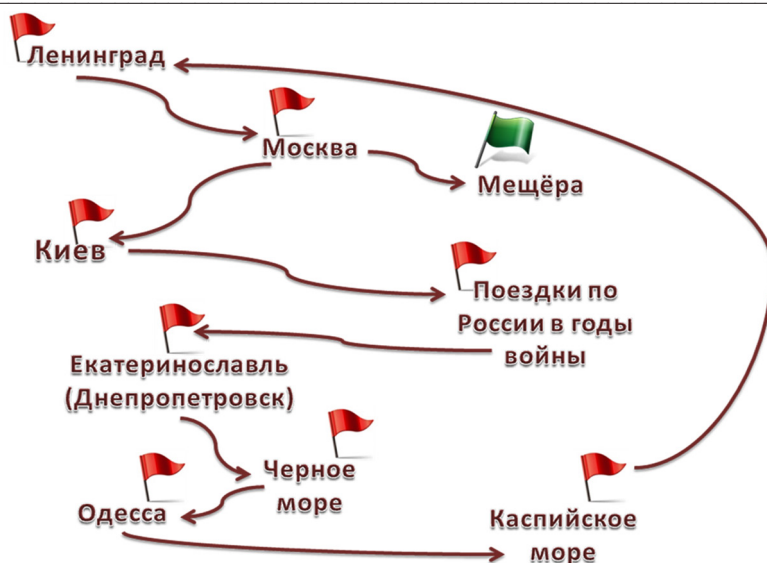 Ленинград
Москва
Мещёра
Киев
Поездки по
России в годы
войны
Екатеринославль
(Днепропетровск)
Черное
море
Одесса
Каспийское
море